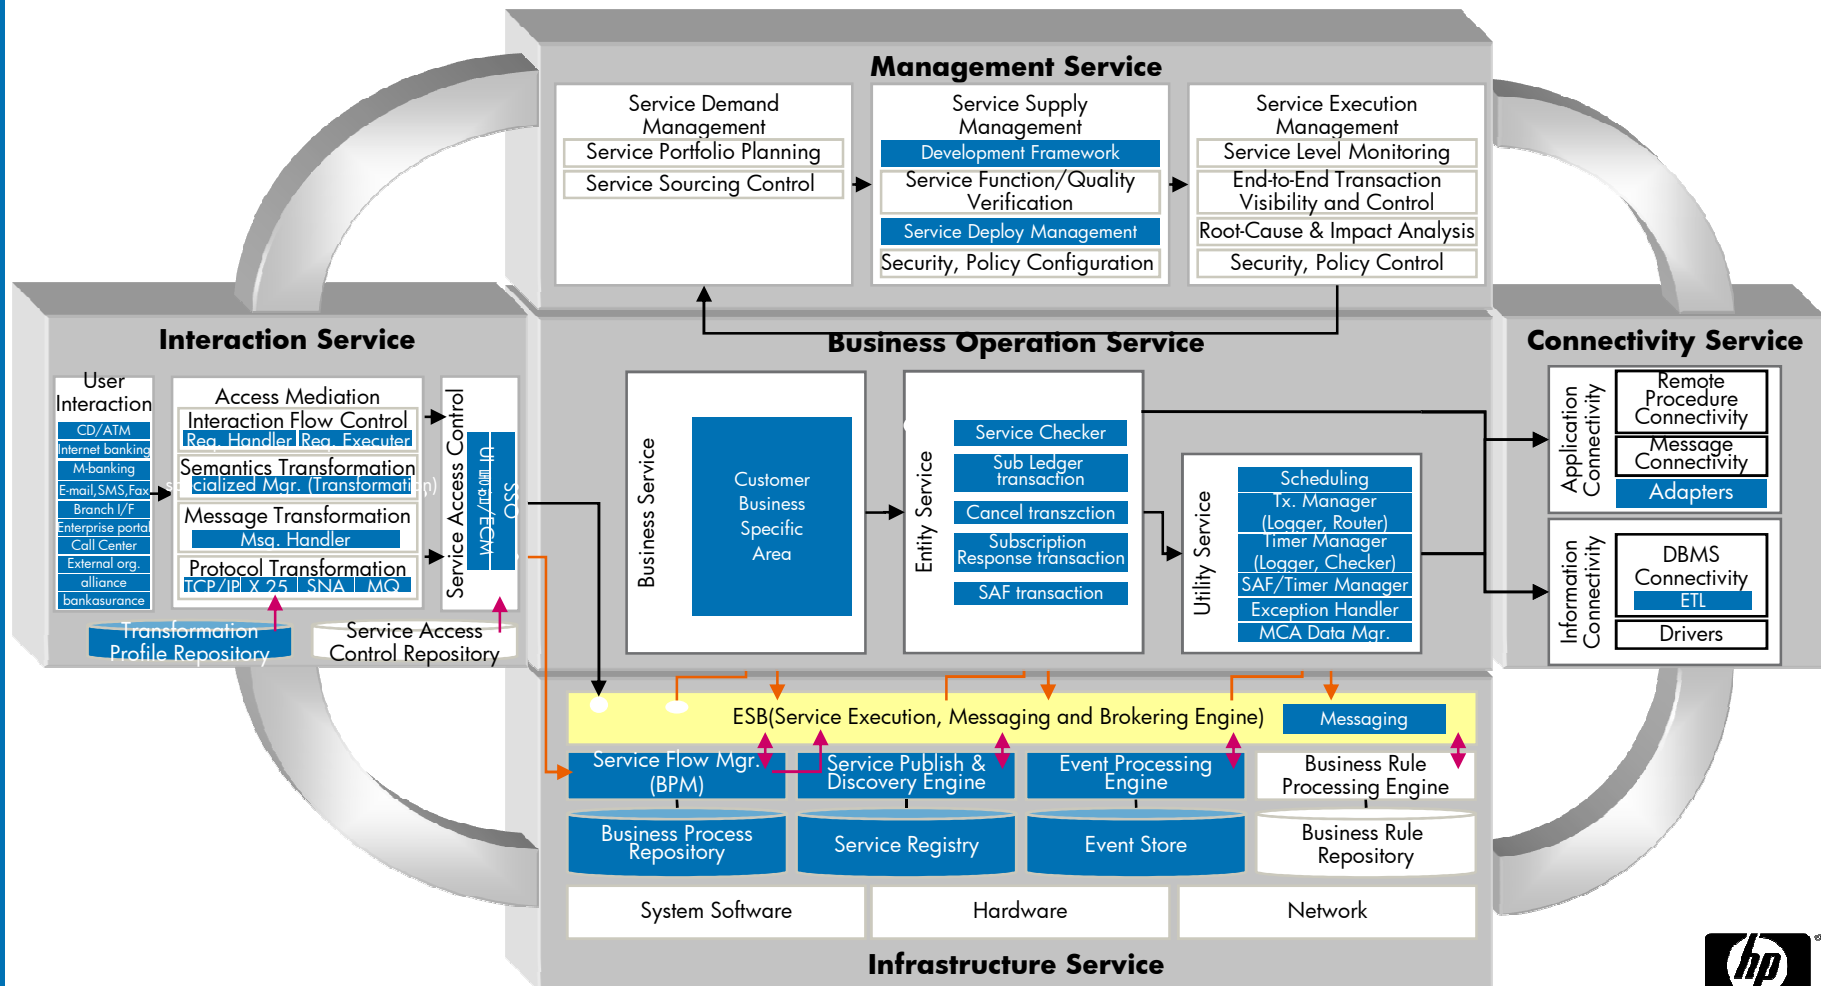 Management Service
Service Demand
Management
Service Portfolio Planning
Service Sourcing Control
Service Supply
Management
Development Framework
Service Function/Quality
Verification
Service Deploy Management
Security, Policy Configuration
Service Execution
Management
Service Level Monitoring
End-to-End Transaction
Visibility and Control
Root-Cause & Impact Analysis
Security, Policy Control
Interaction Service
User
Interaction
CD/ATM
Internet banking
M-banking
E-mail,SMS,Fax
Branch I/F
Enterprise portal
Call Center
External org.
alliance
bankasurance
Access Mediation
Interaction Flow Control
Req. Handler
Req. Executer
Semantics Transformation
specialized Mgr. (Transformation)
Message Transformation
Msg. Handler
Protocol Transformation
TCP/IP
X.25
SNA
MQ
Service Access Control
UI 통합/ECM
SSO
Transformation
Profile Repository
Service Access
Control Repository
Business Operation Service
Business Service
Customer
Business
Specific
Area
Entity Service
Service Checker
Sub Ledger
transaction
Cancel transzction
Subscription
Response transaction
SAF transaction
Utility Service
Scheduling
Tx. Manager
(Logger, Router)
Timer Manager
(Logger, Checker)
SAF/Timer Manager
Exception Handler
MCA Data Mgr.
Connectivity Service
Application
Connectivity
Remote
Procedure
Connectivity
Message
Connectivity
Adapters
Information
Connectivity
DBMS
Connectivity
ETL
Drivers
ESB(Service Execution, Messaging and Brokering Engine)
Messaging
Service Flow Mgr.
(BPM)
Service Publish &
Discovery Engine
Event Processing
Engine
Business Rule
Processing Engine
Business Process
Repository
Service Registry
Event Store
Business Rule
Repository
System Software
Hardware
Network
Infrastructure Service
hp